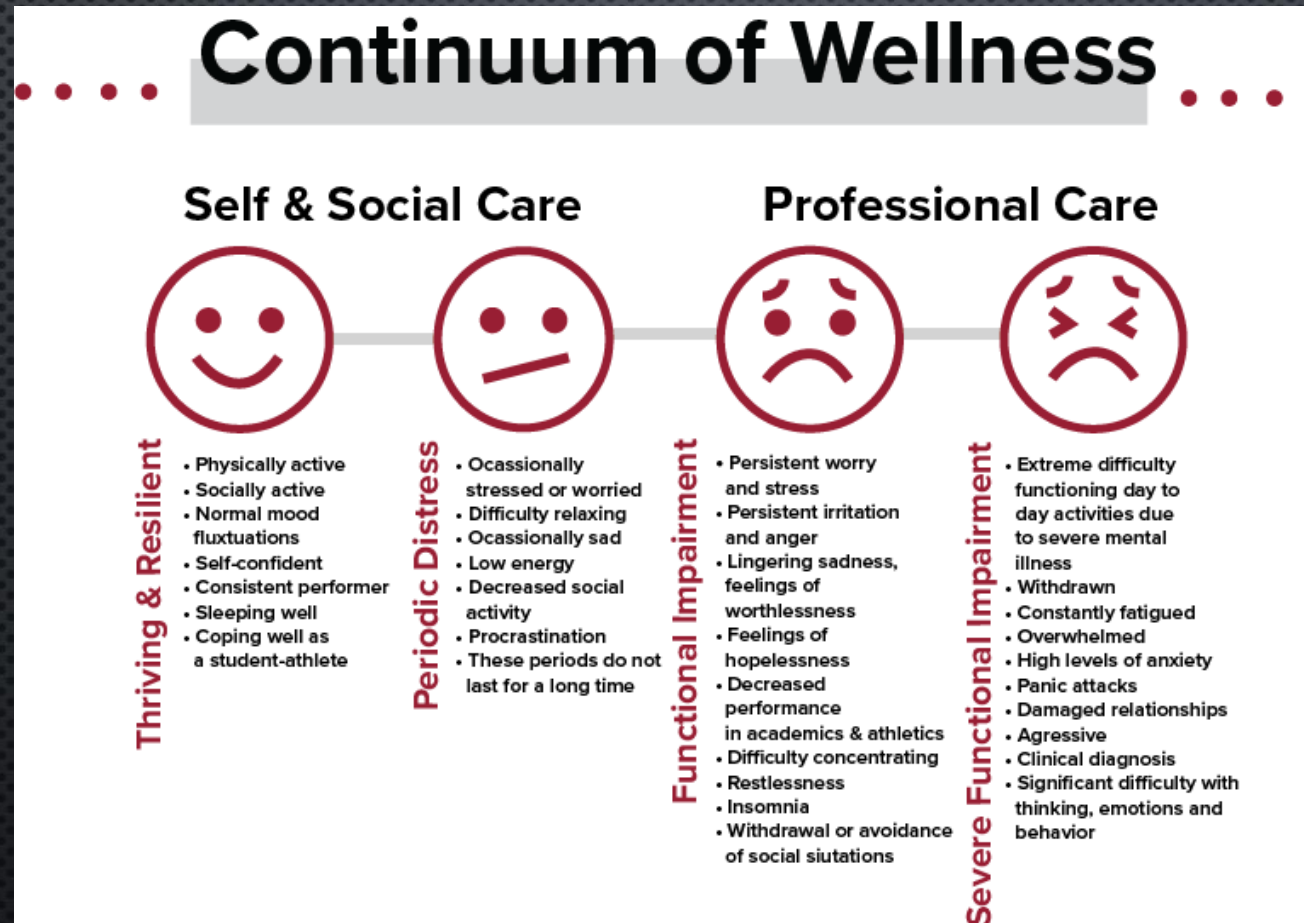 Continuum of Wellness
Self & Social Care
Professional Care
Thriving & Resilient
• Physically active
• Socially active
• Normal mood
fluxtuations
• Self-confident
• Consistent performer
• Sleeping well
• Coping well as
a student-athlete
Periodic Distress
• Ocassionally
stressed or worried
• Difficulty relaxing
• Ocassionally sad
• Low energy
• Decreased social
activity
• Procrastination
• These periods do not
last for a long time
Functional Impairment
• Persistent worry
and stress
• Persistent irritation
and anger
• Lingering sadness,
feelings of
worthlessness
• Feelings of
hopelessness
• Decreased
performance
in academics & athletics
• Difficulty concentrating
• Restlessness
• Insomnia
• Withdrawal or avoidance
of social siutations
Severe Functional Impairment
• Extreme difficulty
functioning day to
day activities due
to severe mental
illness
• Withdrawn
• Constantly fatigued
• Overwhelmed
• High levels of anxiety
• Panic attacks
• Damaged relationships
• Agressive
• Clinical diagnosis
• Significant difficulty with
thinking, emotions and
behavior